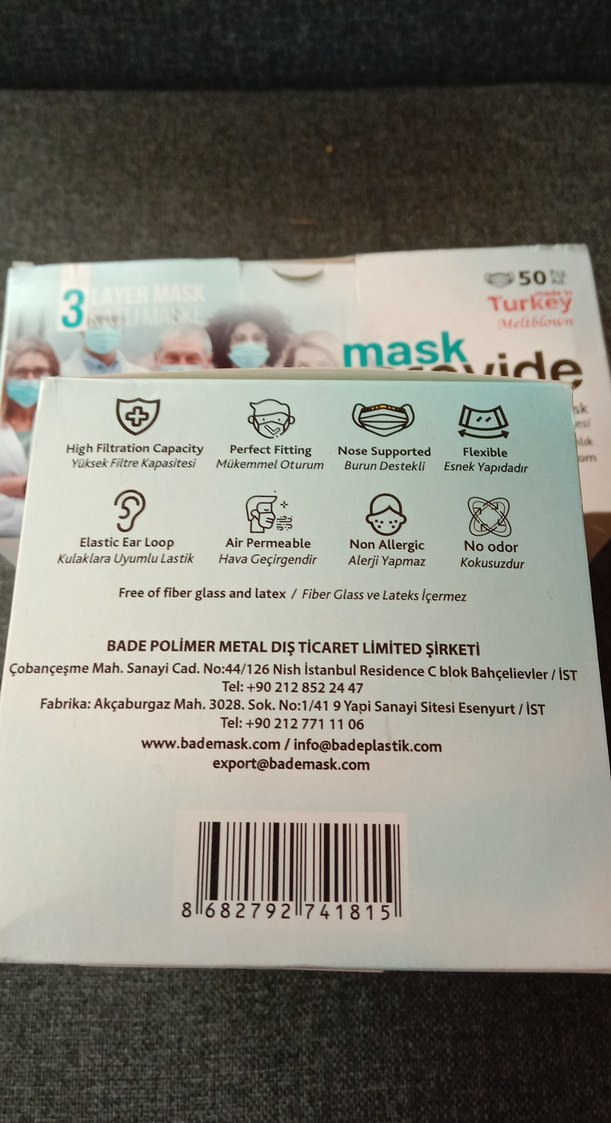 3 LAYER MASK
50
made in
Turkey
Meltblown
mask
High Filtration Capacity
Yüksek Filtre Kapasitesi
Perfect Fitting
Mükemmel Oturum
Nose Supported
Burun Destekli
Flexible
Esnek Yapıdadır
Elastic Ear Loop
Kulaklara Uyumlu Lastik
Air Permeable
Hava Geçirgendir
Non Allergic
Alerji Yapmaz
No odor
Kokusuzdur
Free of fiber glass and latex / Fiber Glass ve Lateks İçermez
BADE POLİMER METAL DIŞ TİCARET LİMİTED ŞİRKETİ
Çobançeşme Mah. Sanayi Cad. No:44/126 Nish İstanbul Residence C blok Bahçelievler / İST
Tel: +90 212 852 24 47
Fabrika: Akçaburgaz Mah. 3028. Sok. No:1/41 9 Yapi Sanayi Sitesi Esenyurt / İST
Tel: +90 212 771 11 06
www.bademask.com / info@badeplastik.com
export@bademask.com
8 682792 741815